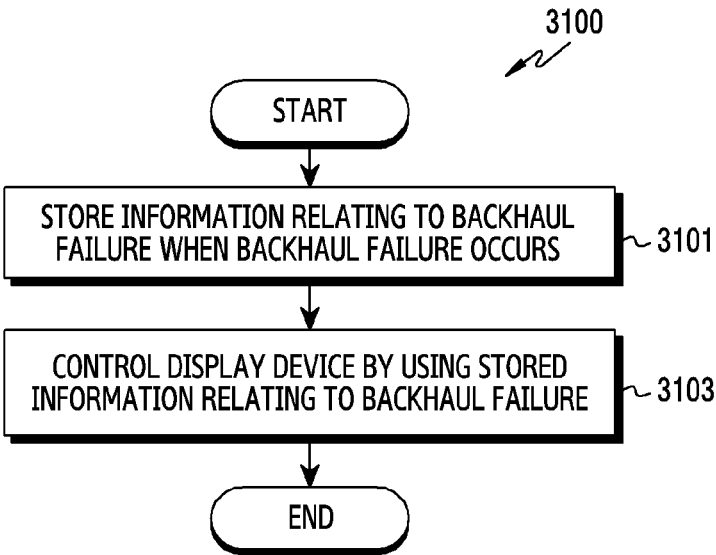 3100
START
STORE INFORMATION RELATING TO BACKHAUL
FAILURE WHEN BACKHAUL FAILURE OCCURS
3101
CONTROL DISPLAY DEVICE BY USING STORED
INFORMATION RELATING TO BACKHAUL FAILURE
3103
END